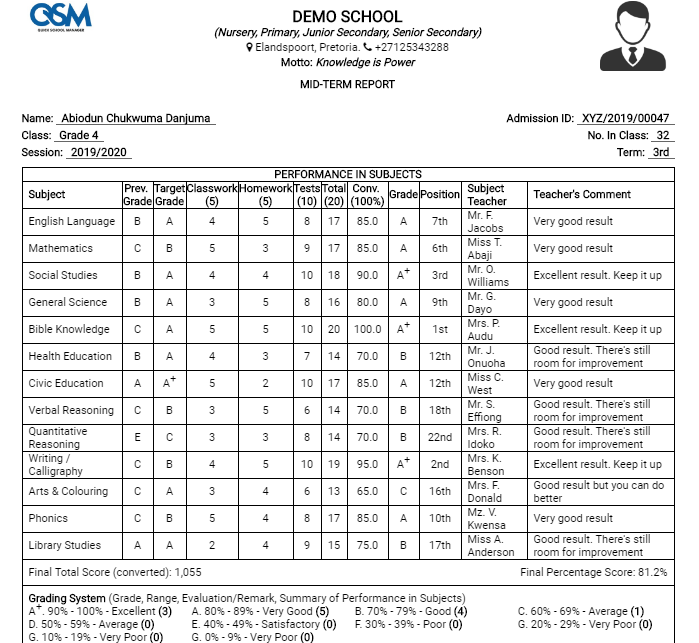 QSM
QUICK SCHOOL MANAGER
DEMO SCHOOL
(Nursery, Primary, Junior Secondary, Senior Secondary)
Elandspoort, Pretoria. +27125343288
Motto: Knowledge is Power
MID-TERM REPORT
Name: Abiodun Chukwuma Danjuma Admission ID: XYZ/2019/00047
Class: Grade 4 No. In Class: 32
Session: 2019/2020 Term: 3rd
PERFORMANCE IN SUBJECTS
Subject Prev. Grade Target Grade Classwork (5) Homework (5) Tests (10) Total (20) Conv. (100%) Grade Position Subject Teacher Teacher's Comment
English Language B A 4 5 8 17 85.0 A 7th Mr. F. Jacobs Very good result
Mathematics C B 5 3 9 17 85.0 A 6th Miss T. Abaji Very good result
Social Studies B A 4 4 10 18 90.0 A+ 3rd Mr. O. Williams Excellent result. Keep it up
General Science B A 3 5 8 16 80.0 A 9th Mr. G. Dayo Very good result
Bible Knowledge C A 5 5 10 20 100.0 A+ 1st Mrs. P. Audu Excellent result. Keep it up
Health Education B A 4 3 7 14 70.0 B 12th Mr. J. Onuoha Good result. There's still room for improvement
Civic Education A A+ 5 2 10 17 85.0 A 12th Miss C. West Very good result
Verbal Reasoning C B 3 5 6 14 70.0 B 18th Mr. S. Effiong Good result. There's still room for improvement
Quantitative Reasoning E C 3 3 8 14 70.0 B 22nd Mrs. R. Idoko Good result. There's still room for improvement
Writing / Calligraphy C B 4 5 10 19 95.0 A+ 2nd Mrs. K. Benson Excellent result. Keep it up
Arts & Colouring C A 3 4 6 13 65.0 C 16th Mrs. F. Donald Good result but you can do better
Phonics C B 5 4 8 17 85.0 A 10th Mz. V. Kwensa Very good result
Library Studies A A 2 4 9 15 75.0 B 17th Miss A. Anderson Good result. There's still room for improvement
Final Total Score (converted): 1,055 Final Percentage Score: 81.2%
Grading System (Grade, Range, Evaluation/Remark, Summary of Performance in Subjects)
A+. 90% - 100% - Excellent (3) A. 80% - 89% - Very Good (5) B. 70% - 79% - Good (4) C. 60% - 69% - Average (1)
D. 50% - 59% - Average (0) E. 40% - 49% - Satisfactory (0) F. 30% - 39% - Poor (0) G. 20% - 29% - Very Poor (0)
G. 10% - 19% - Very Poor (0) G. 0% - 9% - Very Poor (0)